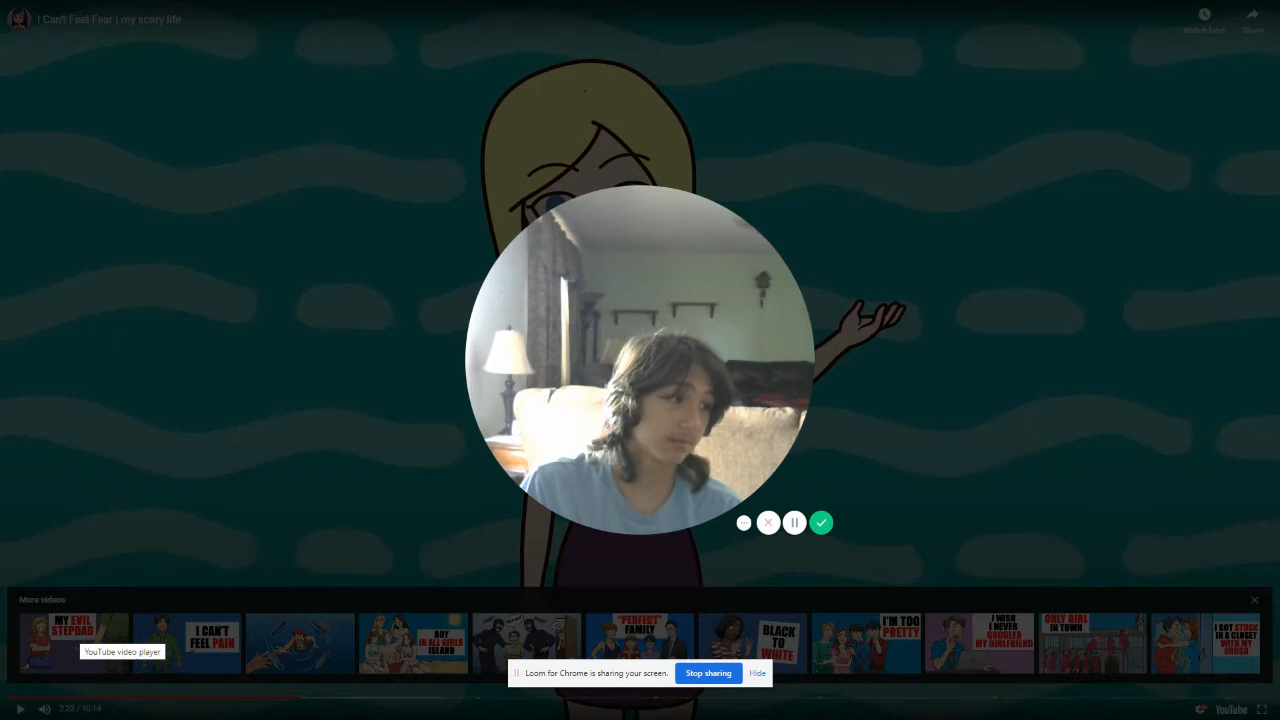 I Can't Feel Fear | my scary life
Watch later
Share
More videos
MY EVIL
STEPDAD
I CAN'T
FEEL PAIN
BOY
IN ALL GIRLS
ISLAND
"PERFECT"
FAMILY
BLACK
TO
WHITE
I'M TOO
PRETTY
I WISH
I NEVER
GOOGLED
MY GIRLFRIEND
ONLY GIRL
IN TOWN
I GOT STUCK
IN A CLOSET
WITH MY
CRUSH
YouTube video player
Loom for Chrome is sharing your screen.
Stop sharing
Hide
2:22 / 10:14
YouTube